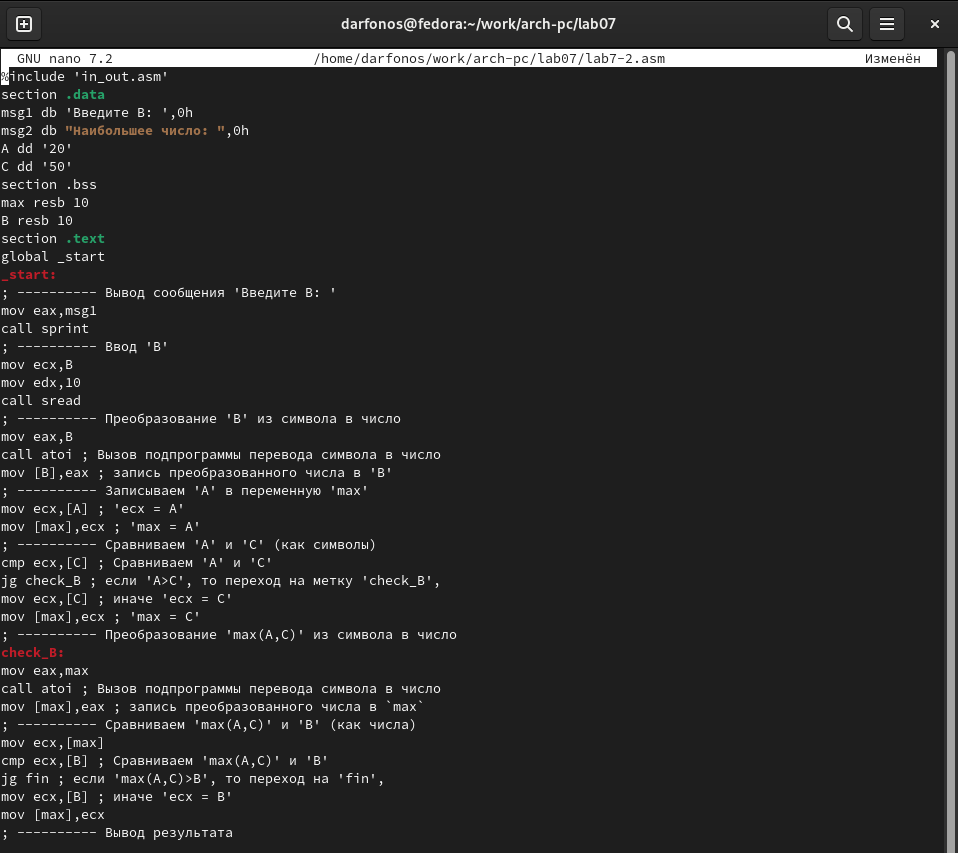 darfonos@fedora:~/work/arch-pc/lab07
GNU nano 7.2 /home/darfonos/work/arch-pc/lab07/lab7-2.asm Изменён
%include 'in_out.asm'
section .data
msg1 db 'Введите B: ',0h
msg2 db "Наибольшее число: ",0h
A dd '20'
C dd '50'
section .bss
max resb 10
B resb 10
section .text
global _start
_start:
; ---------- Вывод сообщения 'Введите B: '
mov eax,msg1
call sprint
; ---------- Ввод 'B'
mov ecx,B
mov edx,10
call sread
; ---------- Преобразование 'B' из символа в число
mov eax,B
call atoi ; Вызов подпрограммы перевода символа в число
mov [B],eax ; запись преобразованного числа в 'B'
; ---------- Записываем 'A' в переменную 'max'
mov ecx,[A] ; 'ecx = A'
mov [max],ecx ; 'max = A'
; ---------- Сравниваем 'A' и 'С' (как символы)
cmp ecx,[C] ; Сравниваем 'A' и 'С'
jg check_B ; если 'A>C', то переход на метку 'check_B',
mov ecx,[C] ; иначе 'ecx = C'
mov [max],ecx ; 'max = C'
; ---------- Преобразование 'max(A,C)' из символа в число
check_B:
mov eax,max
call atoi ; Вызов подпрограммы перевода символа в число
mov [max],eax ; запись преобразованного числа в `max`
; ---------- Сравниваем 'max(A,C)' и 'B' (как числа)
mov ecx,[max]
cmp ecx,[B] ; Сравниваем 'max(A,C)' и 'B'
jg fin ; если 'max(A,C)>B', то переход на 'fin',
mov ecx,[B] ; иначе 'ecx = B'
mov [max],ecx
; ---------- Вывод результата